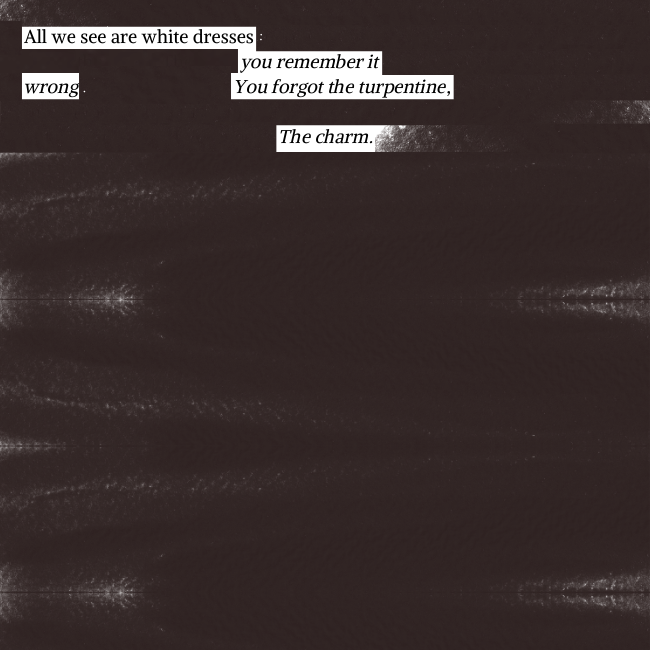 All we see are white dresses:
you remember it
wrong. You forgot the turpentine,
The charm.